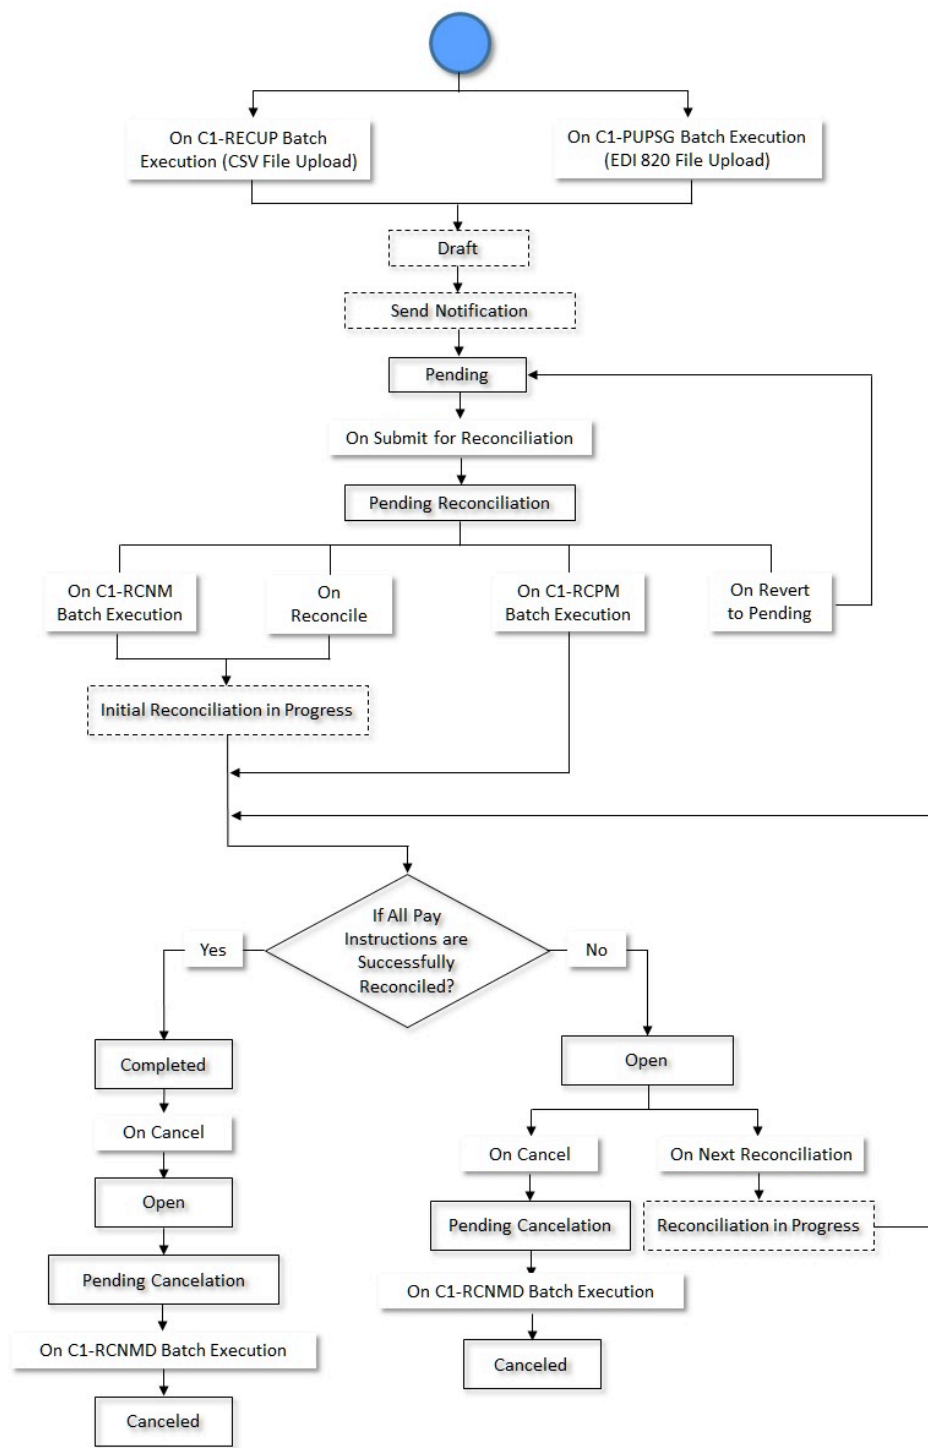 On C1-RECUP Batch
Execution (CSV File Upload)
On C1-PUPSG Batch Execution
(EDI 820 File Upload)
Draft
Send Notification
Pending
On Submit for Reconciliation
Pending Reconciliation
On C1-RCNM
Batch Execution
On
Reconcile
On C1-RCPM
Batch Execution
On Revert
to Pending
Initial Reconciliation in Progress
If All Pay
Instructions are
Successfully
Reconciled?
Yes
No
Completed
Open
On Cancel
On Cancel
On Next Reconciliation
Open
Pending Cancelation
Reconciliation in Progress
Pending Cancelation
On C1-RCNMD Batch Execution
On C1-RCNMD Batch Execution
Canceled
Canceled